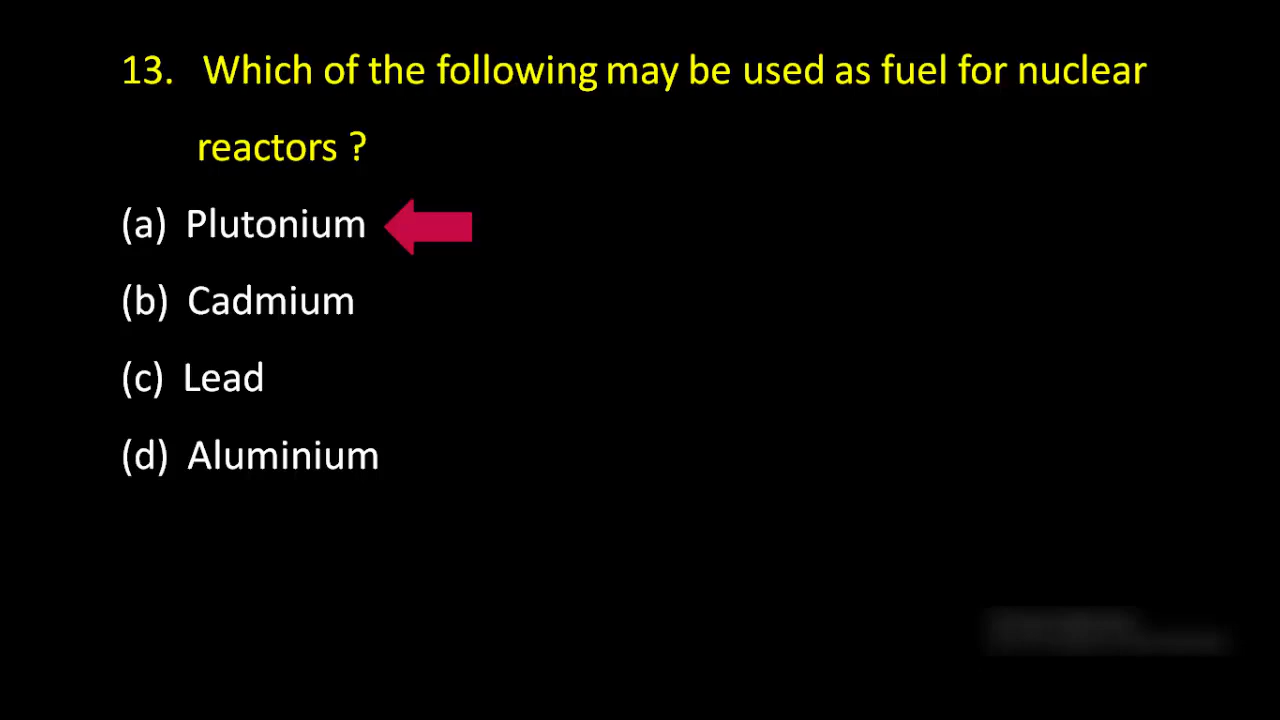 13. Which of the following may be used as fuel for nuclear
reactors ?
(a) Plutonium
(b) Cadmium
(c) Lead
(d) Aluminium